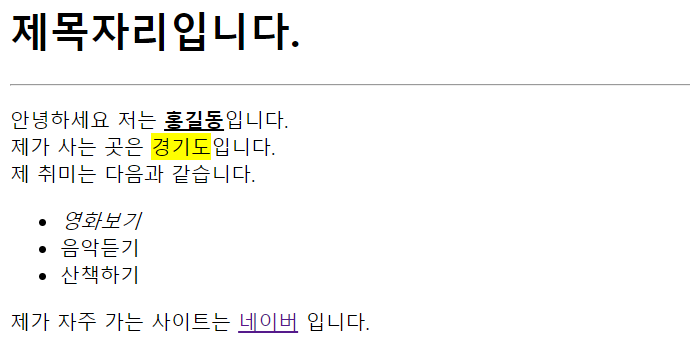 제목자리입니다.
안녕하세요 저는 홍길동입니다.
제가 사는 곳은 경기도입니다.
제 취미는 다음과 같습니다.
• 영화보기
• 음악듣기
• 산책하기
제가 자주 가는 사이트는 네이버 입니다.